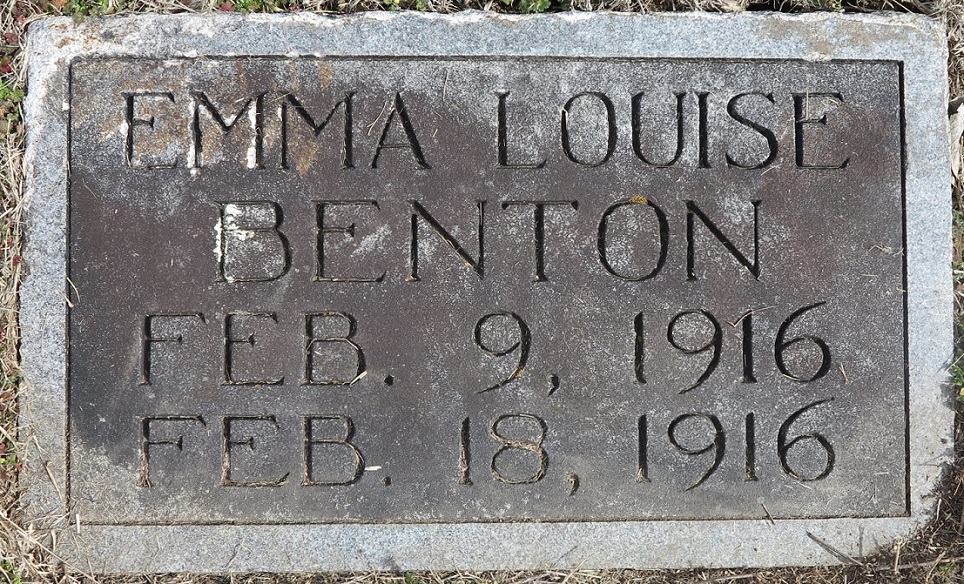 EMMA LOUISE
BENTON
FEB. 9, 1916
FEB. 18, 1916